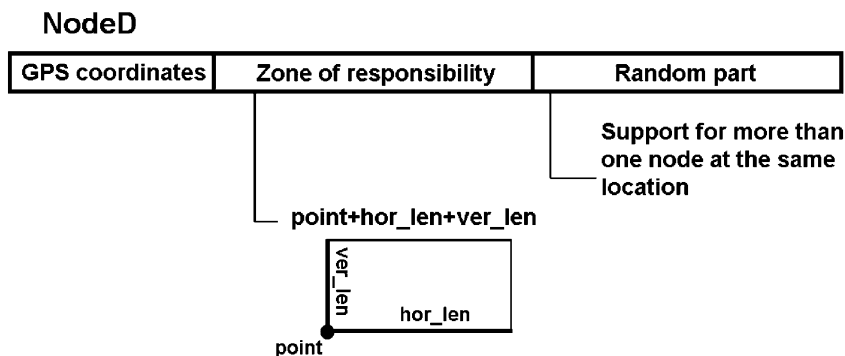 NodeD
GPS coordinates Zone of responsibility Random part
Support for more than
one node at the same
location
point+hor_len+ver_len
ver_len
hor_len
point